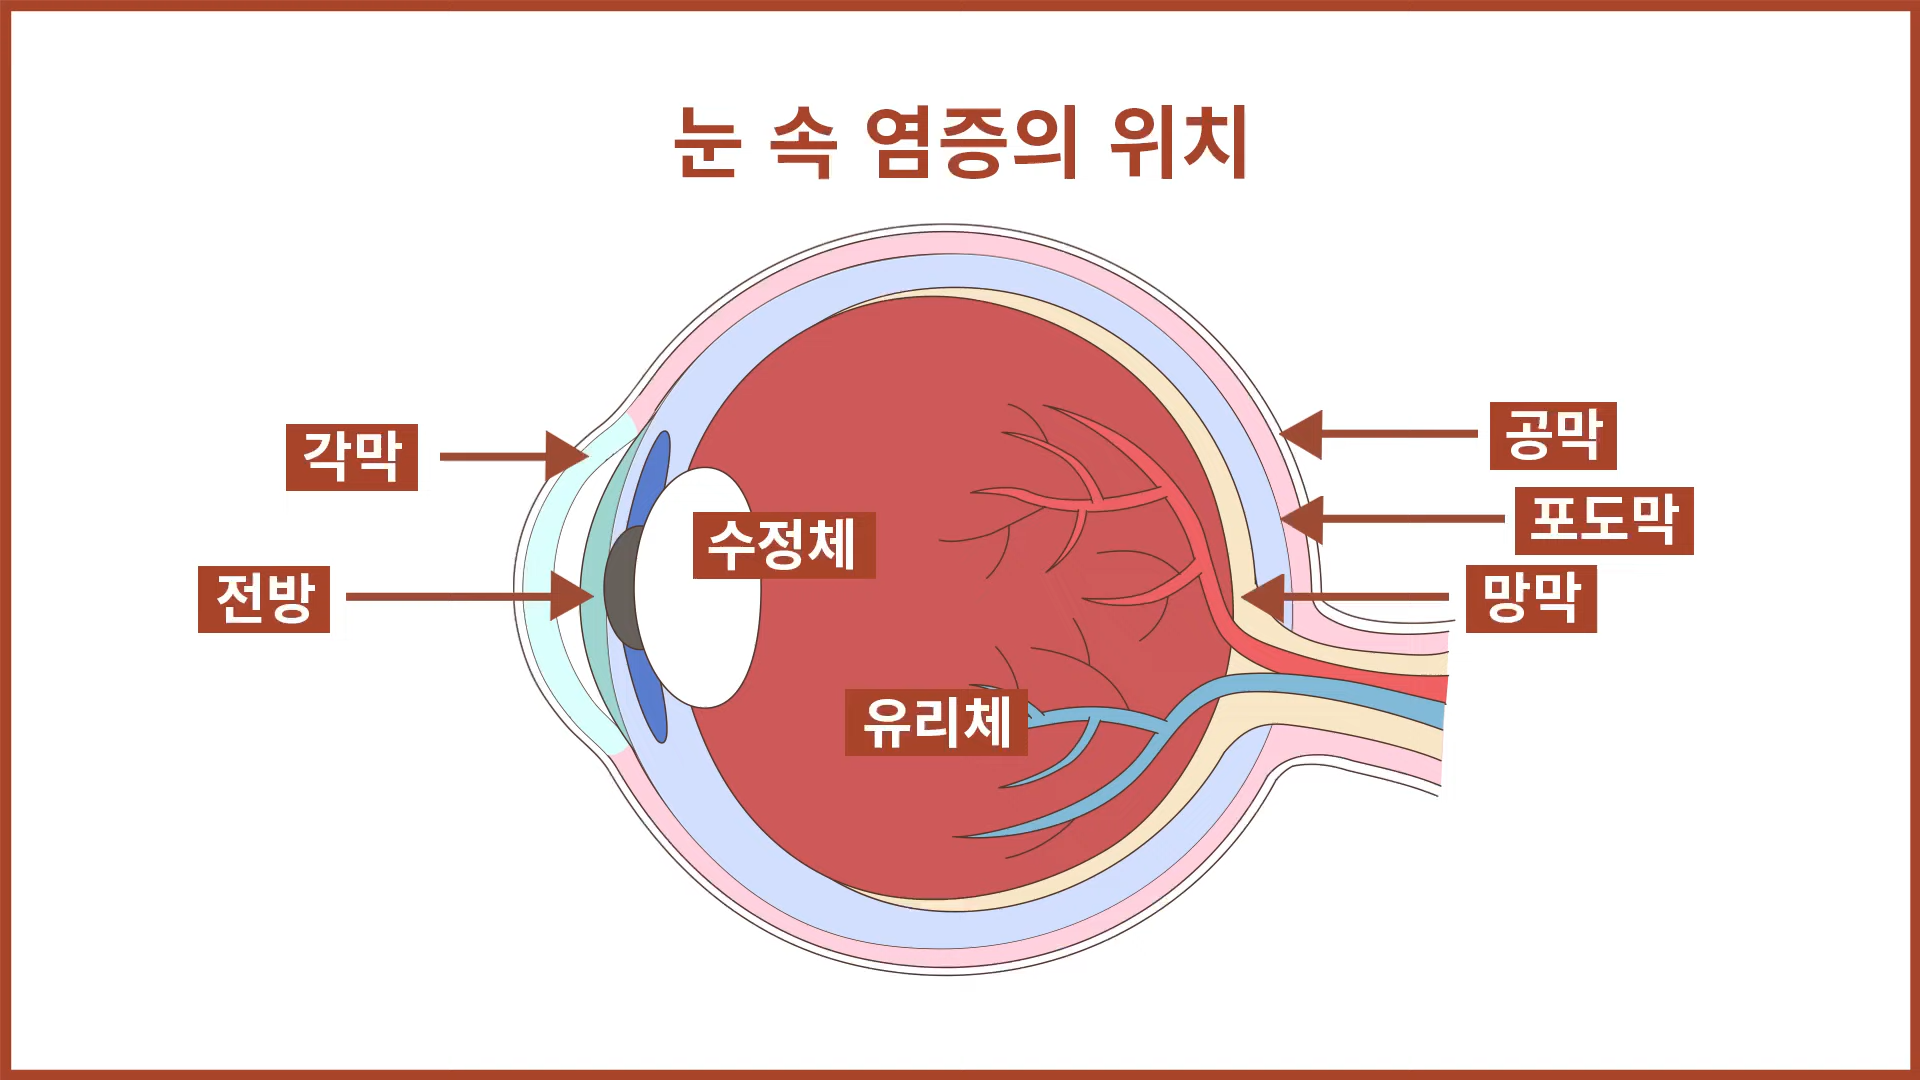 눈 속 염증의 위치
각막
공막
수정체
포도막
전방
망막
유리체